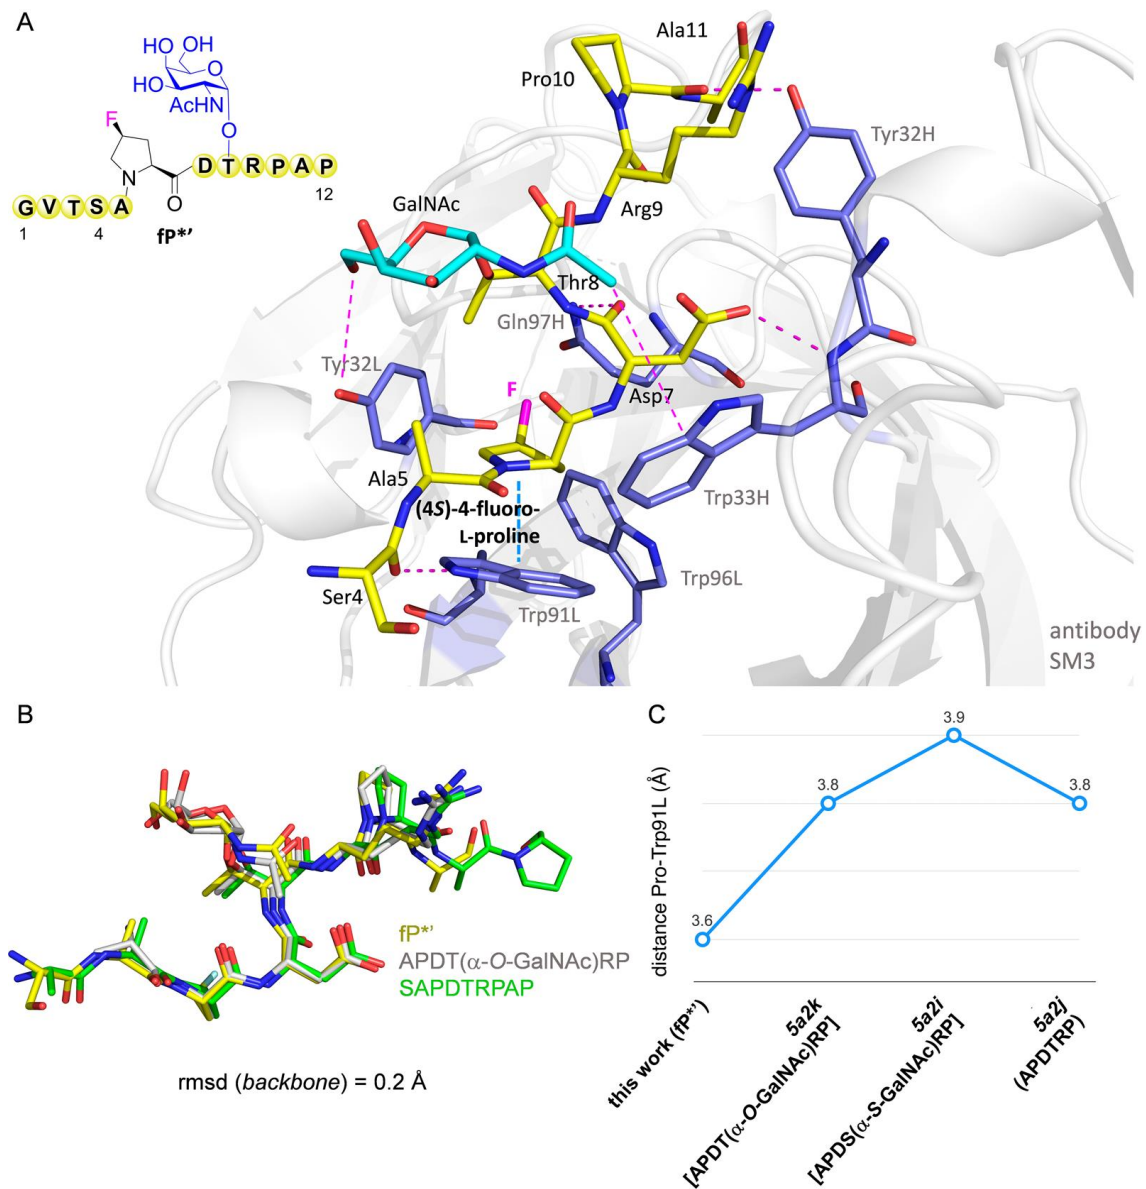 A
HO
OH
HO
O
AcHN
O
F
N
O
D T R P A P
12
G V T S A
1
4
fP*'
Ala11
Pro10
Tyr32H
GalNAc
Arg9
Thr8
Gln97H
Tyr32L
F
Asp7
Ala5
Trp33H
(4S)-4-fluoro-
L-proline
Trp96L
Ser4
Trp91L
antibody
SM3
B
fP*'
APDT(α-O-GalNAc)RP
SAPDTRPAP
rmsd (backbone) = 0.2 Å
C
distance Pro-Trp91L (Å)
3.6
3.8
3.9
3.8
this work (fP*')
5a2k
[APDT(α-O-GalNAc)RP]
5a2i
[APDS(α-S-GalNAc)RP]
5a2j
(APDTRP)